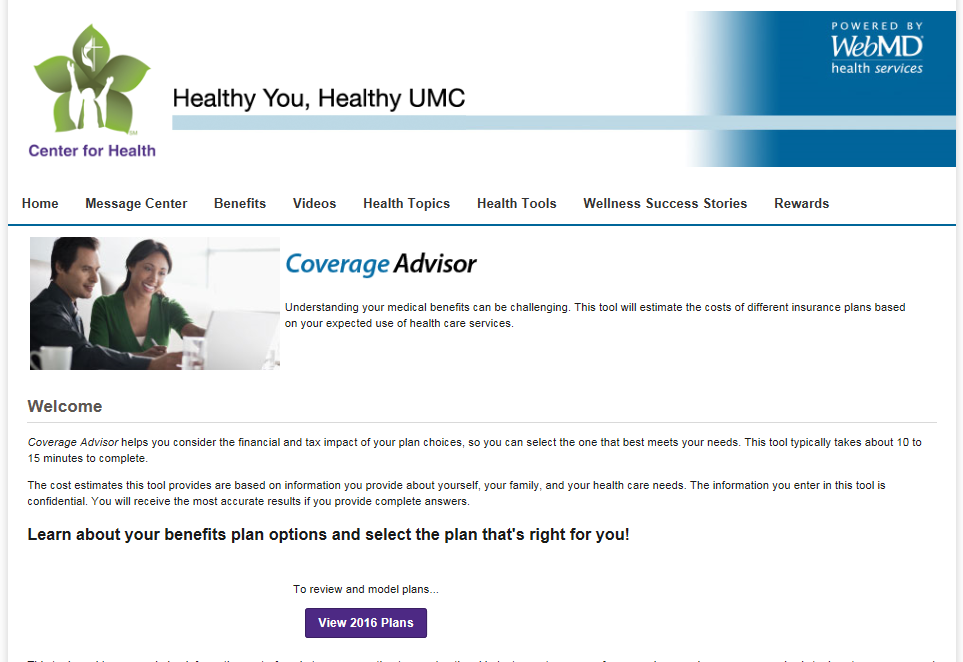 POWERED BY
WebMD
health services
Healthy You, Healthy UMC
SM
Center for Health
Home Message Center Benefits Videos Health Topics Health Tools Wellness Success Stories Rewards
Coverage Advisor
Understanding your medical benefits can be challenging. This tool will estimate the costs of different insurance plans based
on your expected use of health care services.
Welcome
Coverage Advisor helps you consider the financial and tax impact of your plan choices, so you can select the one that best meets your needs. This tool typically takes about 10 to
15 minutes to complete.
The cost estimates this tool provides are based on information you provide about yourself, your family, and your health care needs. The information you enter in this tool is
confidential. You will receive the most accurate results if you provide complete answers.
Learn about your benefits plan options and select the plan that's right for you!
To review and model plans...
View 2016 Plans